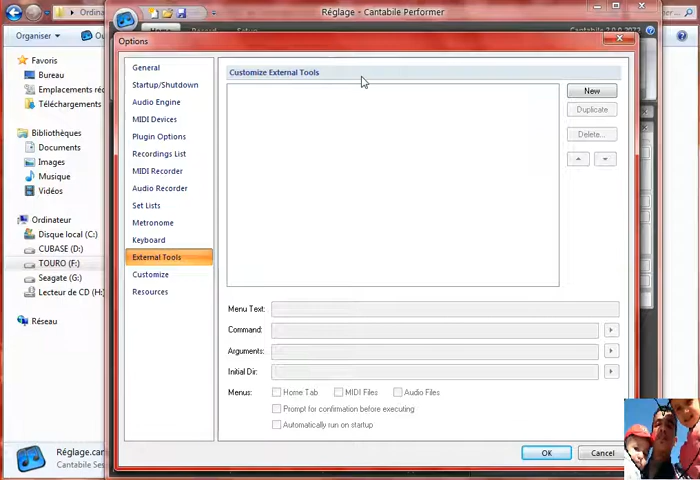 Ordina
Réglage - Cantabile Performer
Organiser
Ou
Options
Favoris
Bureau
Emplacements réc
Téléchargements
Bibliothèques
Documents
Images
Musique
Vidéos
Ordinateur
Disque local (C:)
CUBASE (D:)
TOURO (F:)
Seagate (G:)
Lecteur de CD (H:
Réseau
Réglage.can
Cantabile Ses
General
Startup/Shutdown
Audio Engine
MIDI Devices
Plugin Options
Recordings List
MIDI Recorder
Audio Recorder
Set Lists
Metronome
Keyboard
External Tools
Customize
Resources
Customize External Tools
New
Duplicate
Delete...
Menu Text:
Command:
Arguments:
Initial Dir:
Menus:
Home Tab
MIDI Files
Audio Files
Prompt for confirmation before executing
Automatically run on startup
OK
Cancel